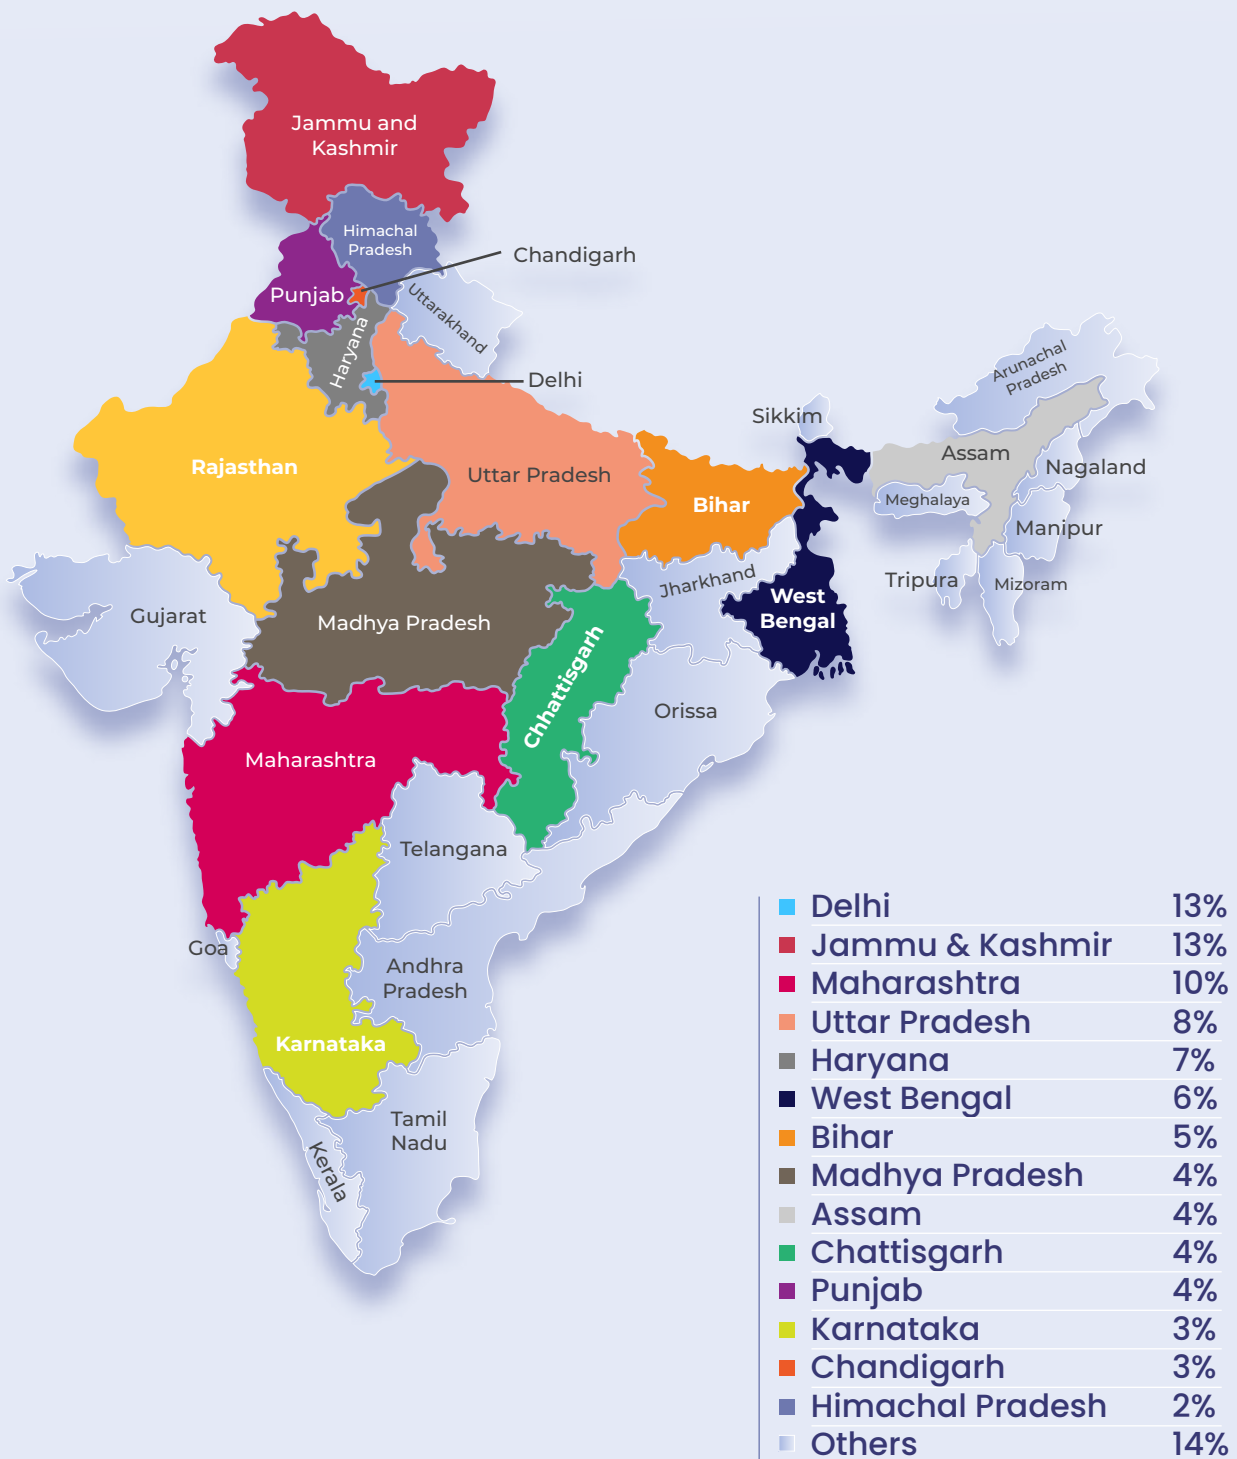 Jammu and
Kashmir
Himachal
Pradesh
Chandigarh
Punjab
Uttarakhand
Haryana
Delhi
Arunachal
Pradesh
Sikkim
Rajasthan
Uttar Pradesh
Assam
Nagaland
Bihar
Meghalaya
Manipur
Jharkhand
Tripura
Mizoram
Gujarat
Madhya Pradesh
West
Bengal
Chhattisgarh
Orissa
Maharashtra
Telangana
Goa
Andhra
Pradesh
Karnataka
Tamil
Nadu
Kerala
Delhi 13%
Jammu & Kashmir 13%
Maharashtra 10%
Uttar Pradesh 8%
Haryana 7%
West Bengal 6%
Bihar 5%
Madhya Pradesh 4%
Assam 4%
Chattisgarh 4%
Punjab 4%
Karnataka 3%
Chandigarh 3%
Himachal Pradesh 2%
Others 14%